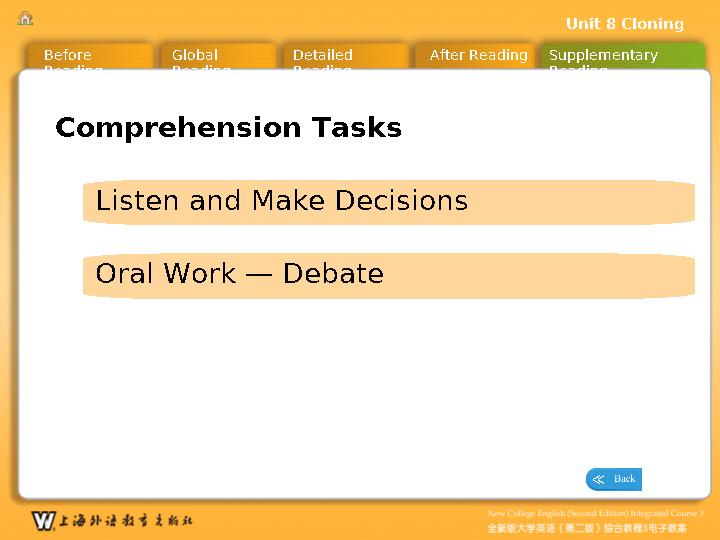 Unit 8 Cloning
Before Reading
Global Reading
Detailed Reading
After Reading
Supplementary Reading
Comprehension Tasks
Listen and Make Decisions
Oral Work — Debate
Back
上海外语教育出版社
New College English (Second Edition) Integrated Course 3
全新版大学英语（第二版）综合教程3电子教案